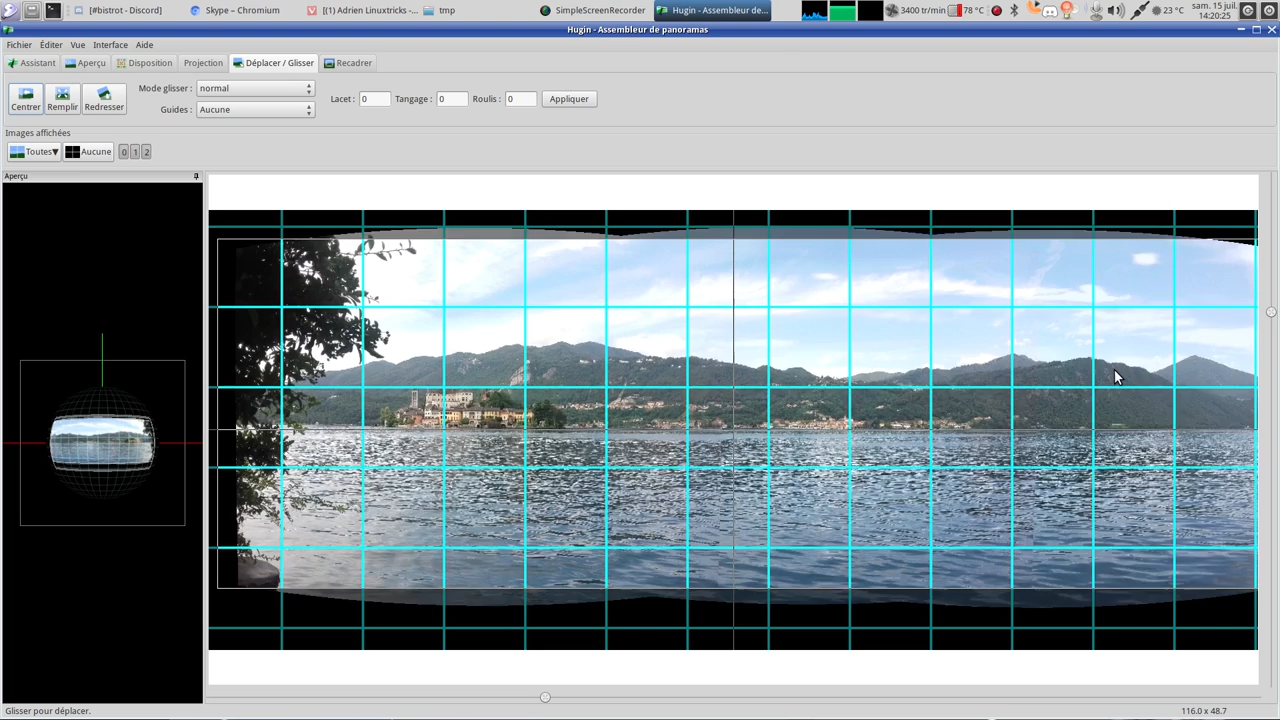 [#bistrot - Discord]
Skype – Chromium
[(1) Adrien Linuxtricks -...
tmp
SimpleScreenRecorder
Hugin - Assembleur de...
3400 tr/min
78 °C
23 °C
sam. 15 juil.
14:20:25
Hugin - Assembleur de panoramas
Fichier Éditer Vue Interface Aide
Assistant Aperçu Disposition Projection Déplacer / Glisser Recadrer
Mode glisser : normal
Centrer Remplir Redresser
Lacet : 0 Tangage : 0 Roulis : 0 Appliquer
Guides : Aucune
Images affichées
Toutes▼ Aucune 0 1 2
Aperçu
Glisser pour déplacer.
116.0 x 48.7